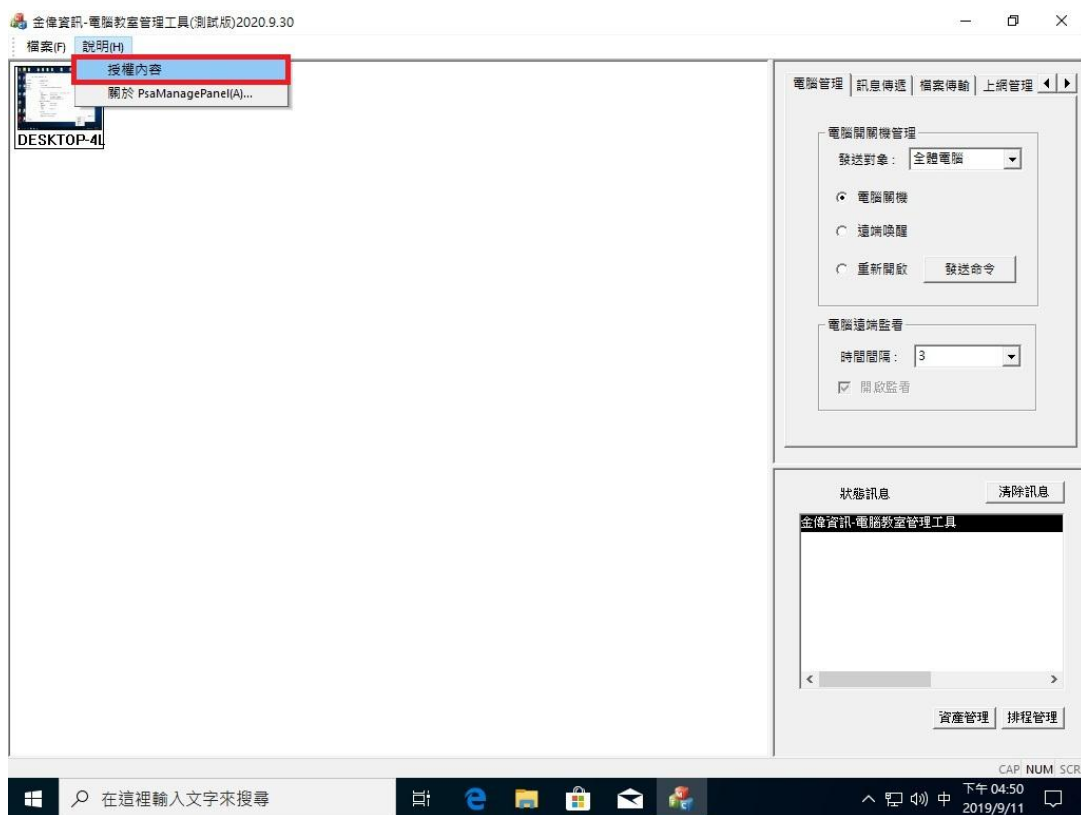 金偉資訊-電腦教室管理工具(測試版)2020.9.30
檔案(F) 說明(H)
授權內容
關於 PsaManagePanel(A)...
DESKTOP-4L
電腦管理 訊息傳遞 檔案傳輸 上網管理
電腦開關機管理
發送對象: 全體電腦
電腦關機
遠端喚醒
重新開啟 發送命令
電腦遠端監看
時間間隔: 3
開啟監看
狀態訊息 清除訊息
金偉資訊-電腦教室管理工具
資產管理 排程管理
CAP NUM SCR
在這裡輸入文字來搜尋
中 下午 04:50
2019/9/11